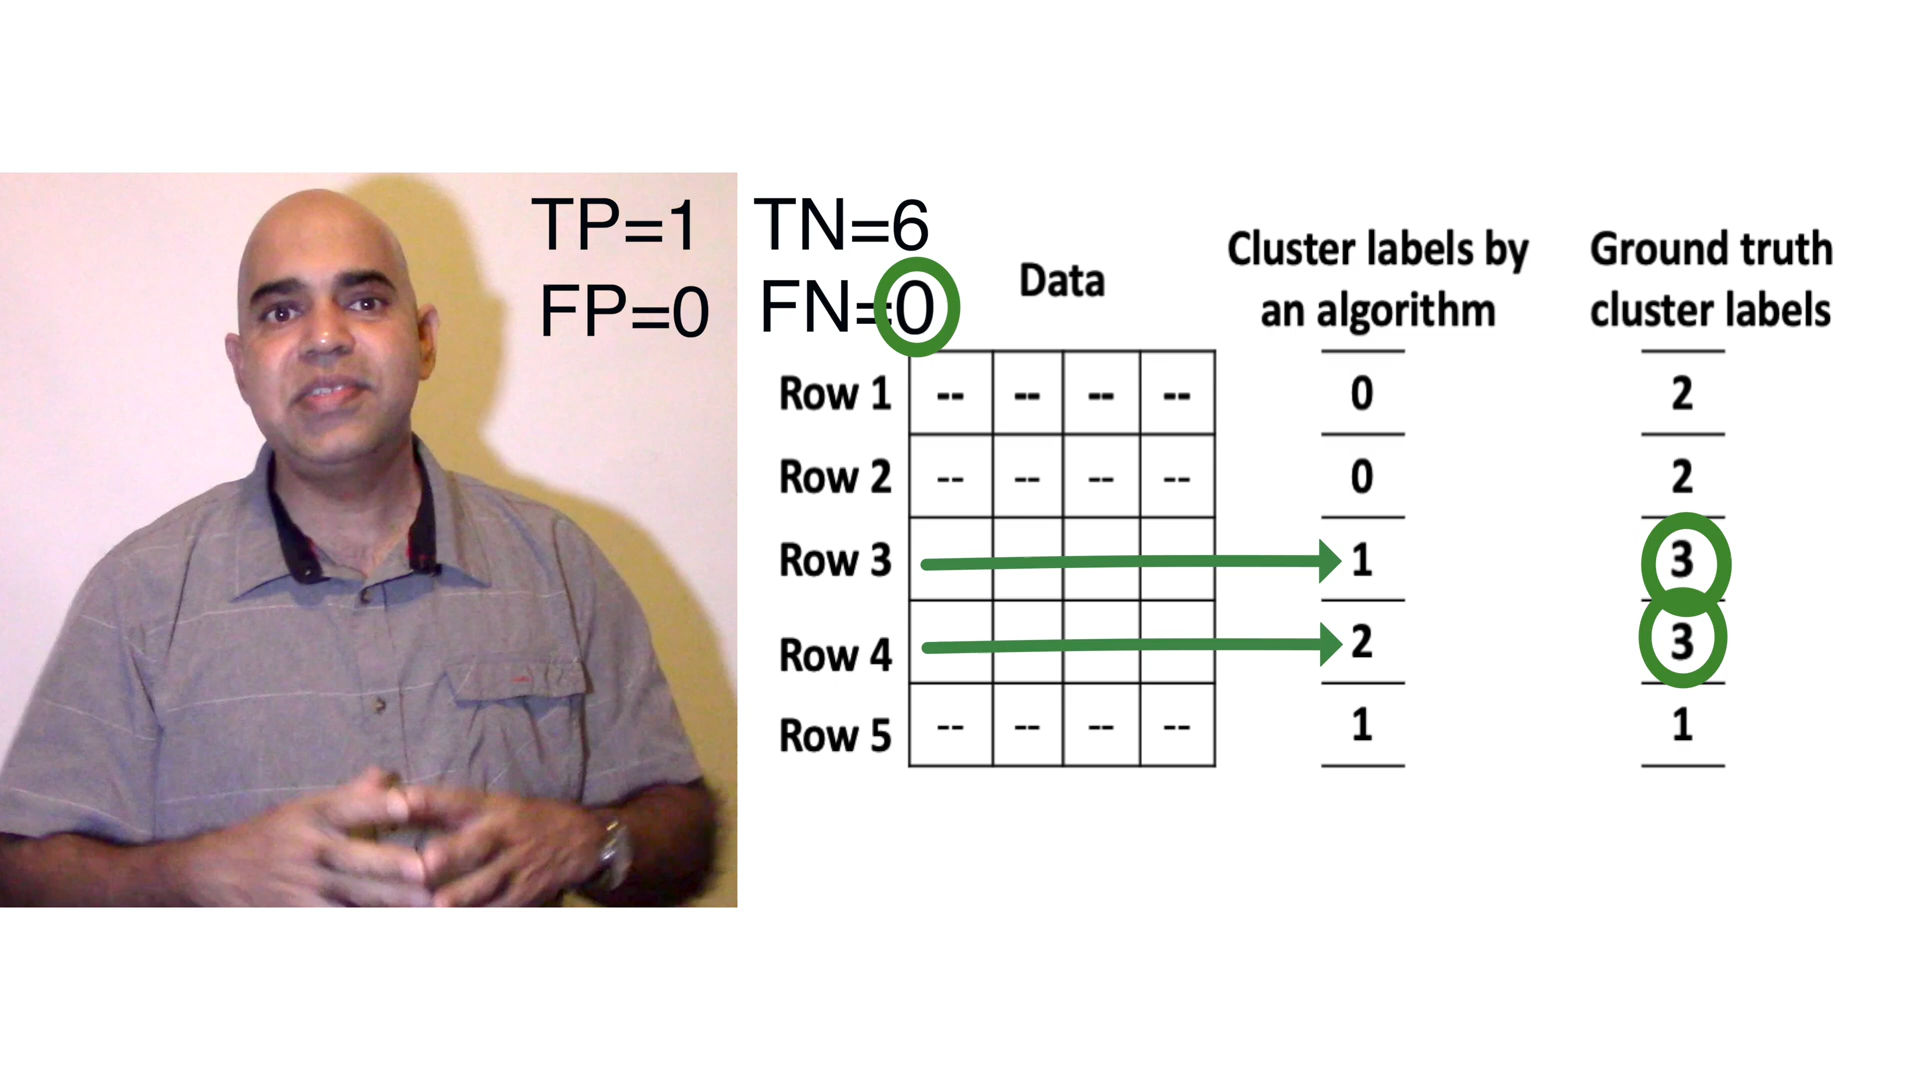 TP=1 TN=6
FP=0 FN=0
Data
Cluster labels by
an algorithm
Ground truth
cluster labels
Row 1 -- -- -- -- 0 2
Row 2 -- -- -- -- 0 2
Row 3 1 3
Row 4 2 3
Row 5 -- -- -- -- 1 1